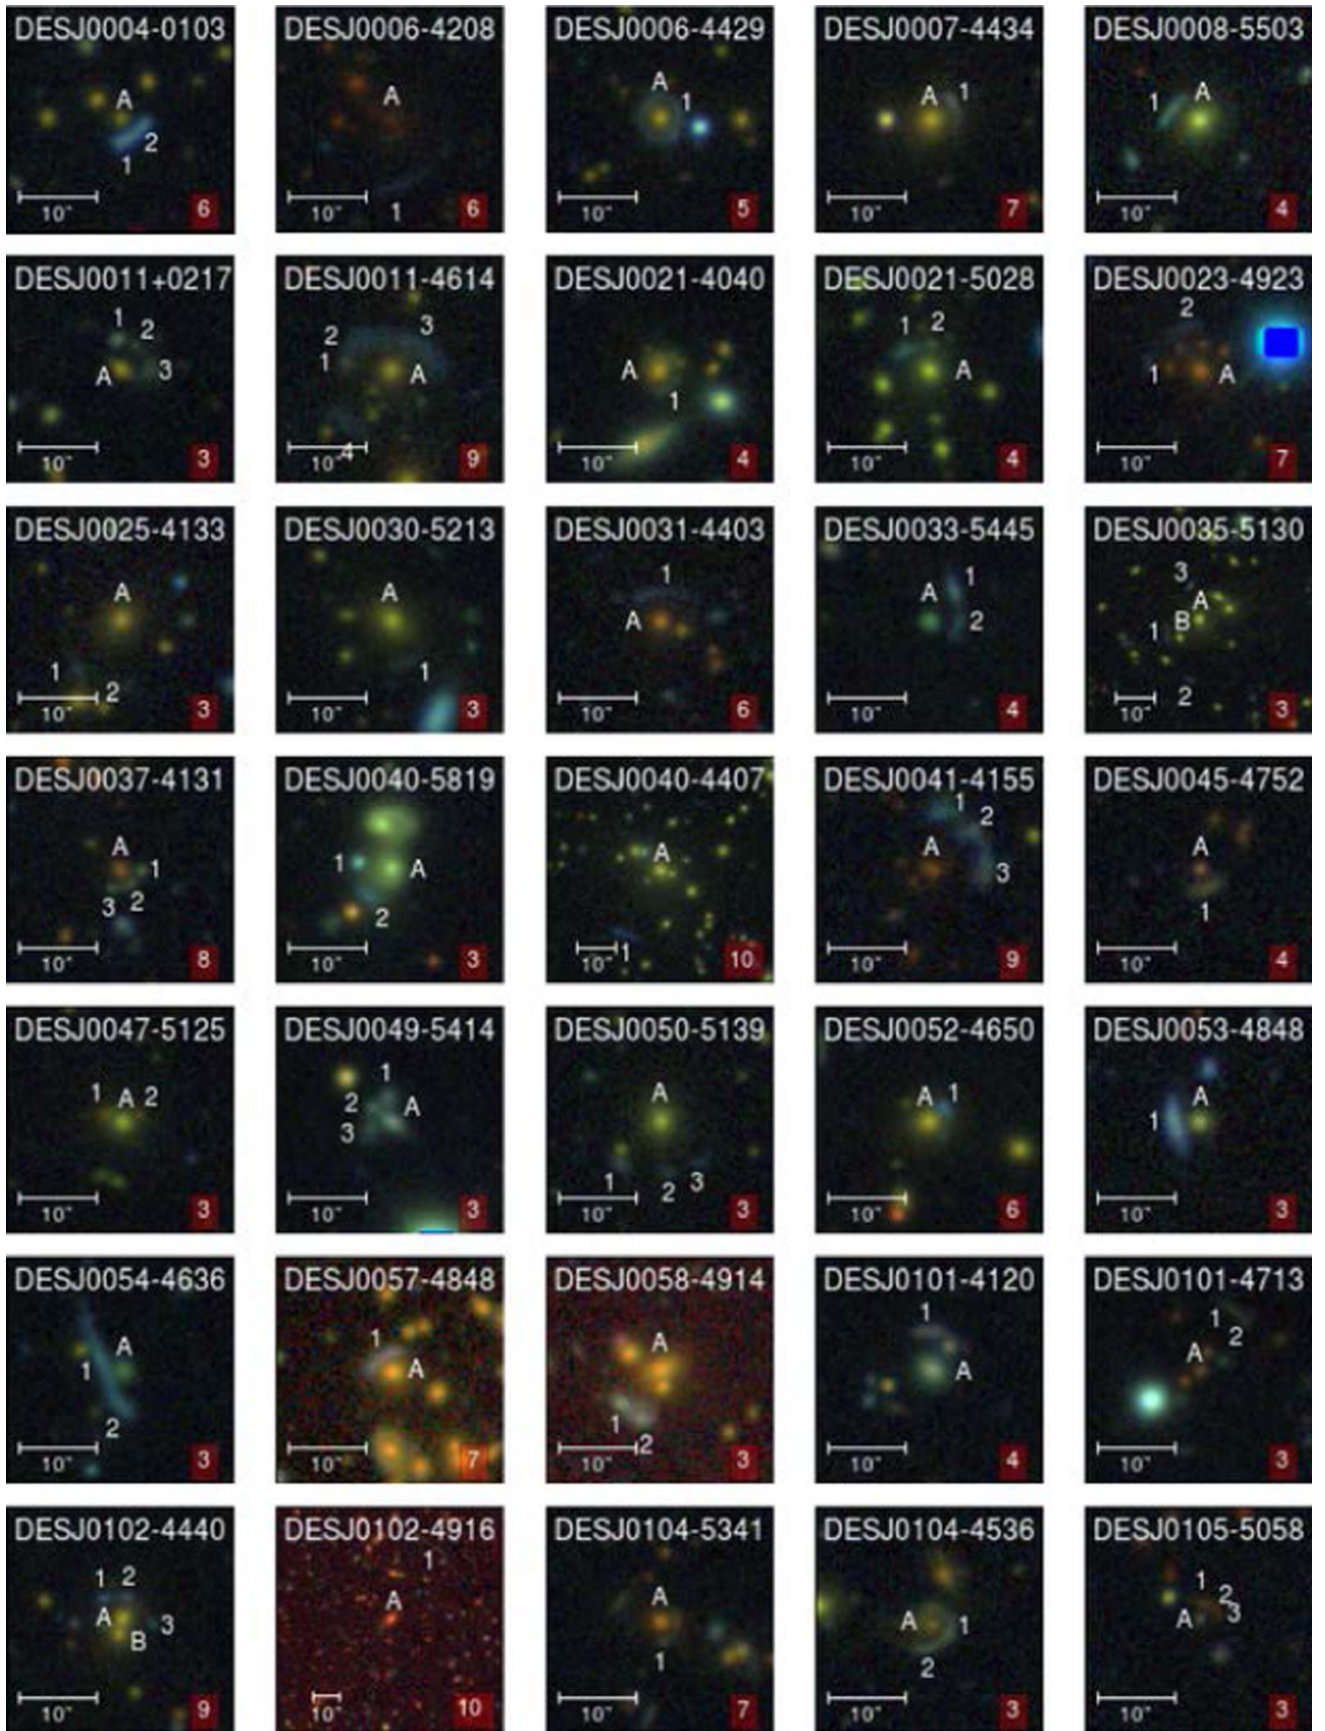 DESJ0004-0103
A
2
1
10"
6
DESJ0006-4208
A
1
10"
6
DESJ0006-4429
A
1
10"
5
DESJ0007-4434
A 1
10"
7
DESJ0008-5503
1 A
10"
4
DESJ0011+0217
1
2
A 3
10"
3
DESJ0011-4614
2 3
1
A
4
10"
9
DESJ0021-4040
A
1
10"
4
DESJ0021-5028
1 2
A
10"
4
DESJ0023-4923
2
1 A
10"
7
DESJ0025-4133
A
1
2
10"
3
DESJ0030-5213
A
1
10"
3
DESJ0031-4403
1
A
10"
6
DESJ0033-5445
1
A
2
10"
4
DESJ0035-5130
3
A
B
1
2
10"
3
DESJ0037-4131
A
1
2
3
10"
8
DESJ0040-5819
1 A
2
10"
3
DESJ0040-4407
A
1
10"
10
DESJ0041-4155
1
2
A
3
10"
9
DESJ0045-4752
A
1
10"
4
DESJ0047-5125
1 A 2
10"
3
DESJ0049-5414
1
2 A
3
10"
3
DESJ0050-5139
A
1 2 3
10"
3
DESJ0052-4650
A 1
10"
6
DESJ0053-4848
A
1
10"
3
DESJ0054-4636
A
1
2
10"
3
DESJ0057-4848
1
A
10"
7
DESJ0058-4914
A
1
2
10"
3
DESJ0101-4120
1
A
10"
4
DESJ0101-4713
1
2
A
10"
3
DESJ0102-4440
1 2
A 3
B
10"
9
DESJ0102-4916
1
A
10"
10
DESJ0104-5341
A
1
10"
7
DESJ0104-4536
A 1
2
10"
3
DESJ0105-5058
1
2
A 3
10"
3